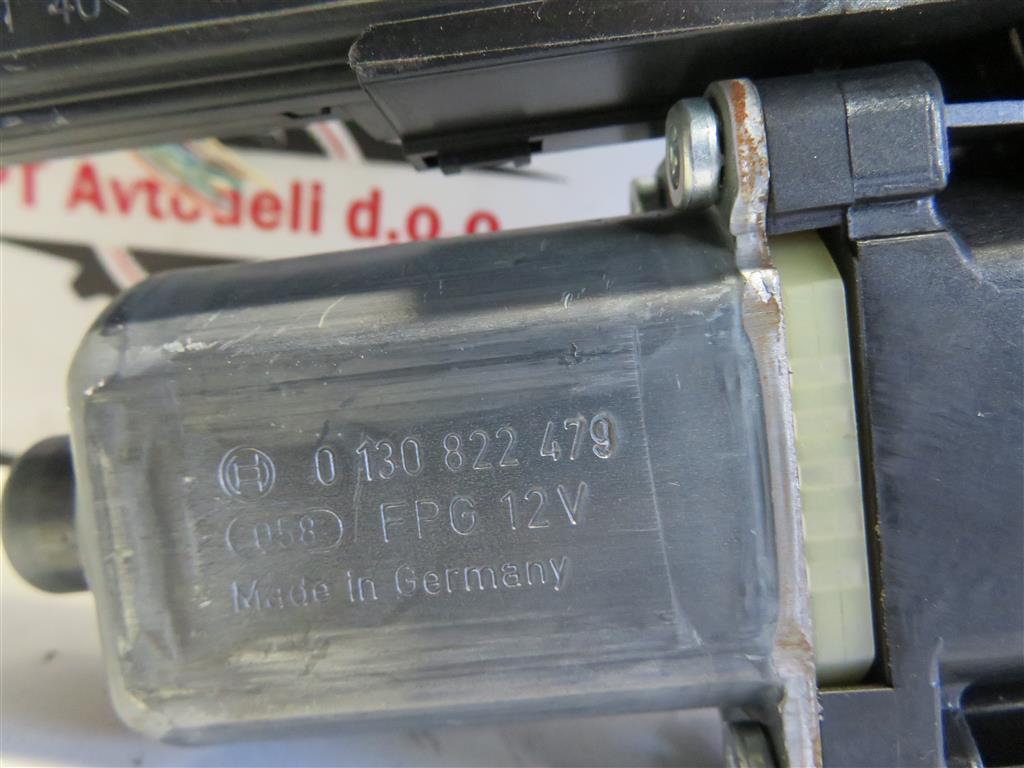 PT Avtodeli d.o.o.
H 0 130 822 479
058 FPG 12V
Made in Germany